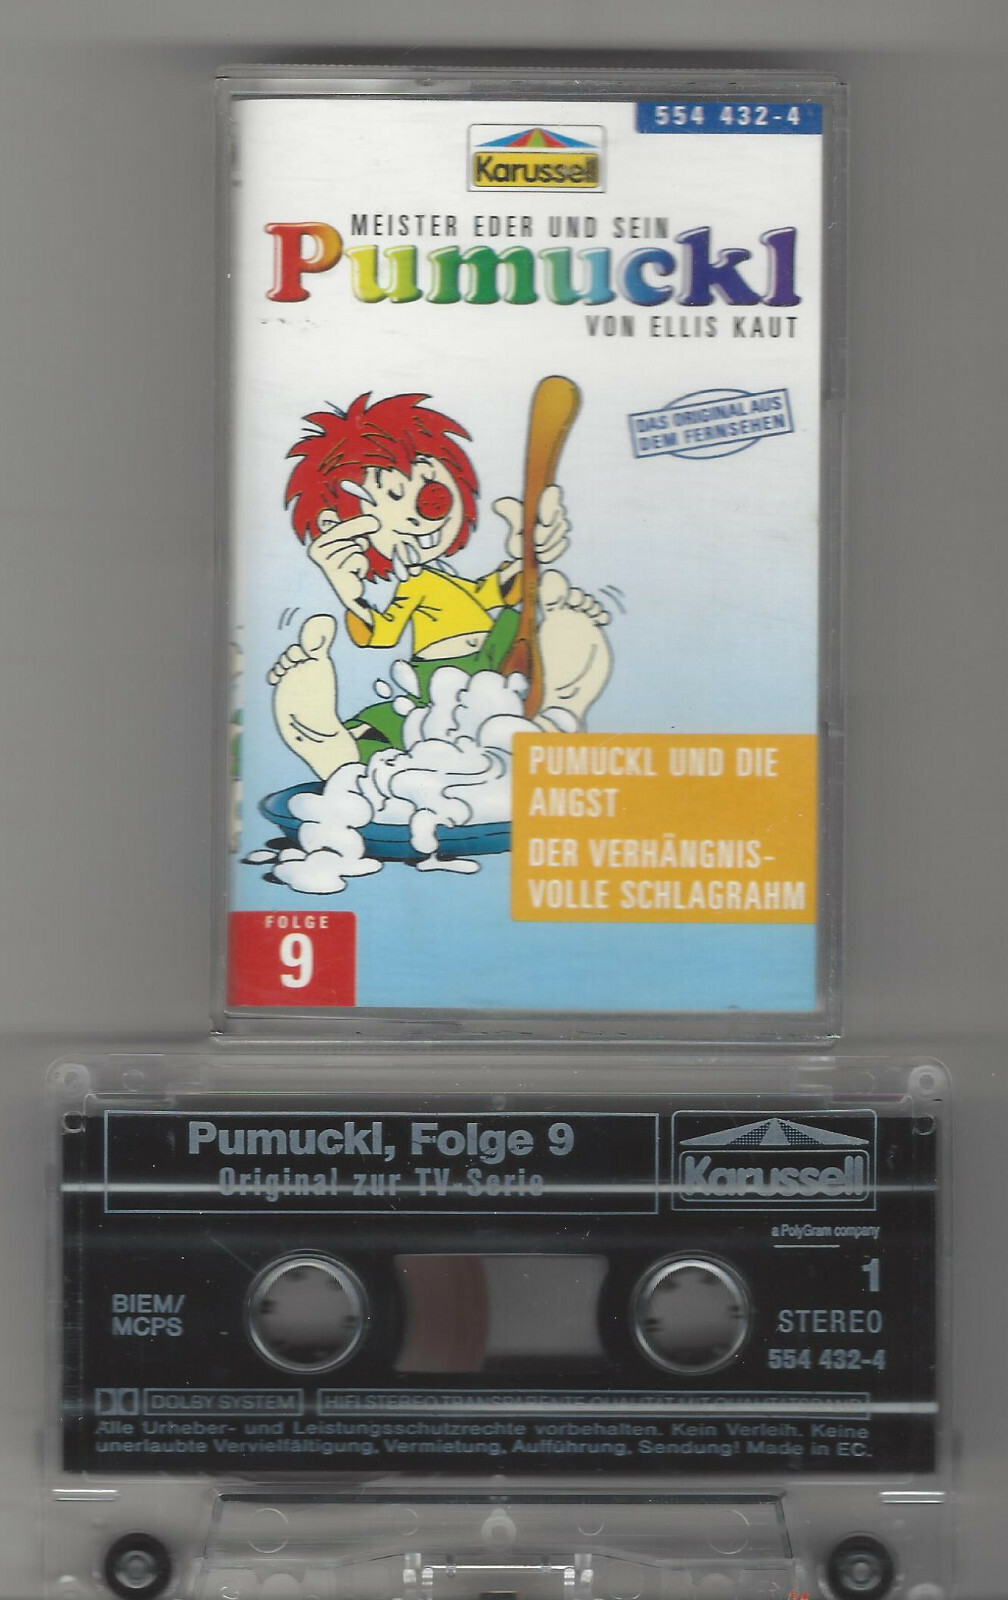 554 432-4
Karussell
MEISTER EDER UND SEIN
Pumuckl
VON ELLIS KAUT
DAS ORIGINAL AUS
DEM FERNSEHEN
PUMUCKL UND DIE
ANGST
DER VERHÄNGNIS-
VOLLE SCHLAGRAHM
FOLGE
9
Pumuckl, Folge 9
Original zur TV-Serie
Karussell
a PolyGram company
1
BIEM/
MCPS
STEREO
554 432-4
DOLBY SYSTEM HIFI STEREO TRANSPARENTE
Alle Urheber- und Leistungsschutzrechte vorbehalten. Kein Verleih. Keine
unerlaubte Vervielfältigung, Vermietung, Aufführung, Sendung! Made in EC.